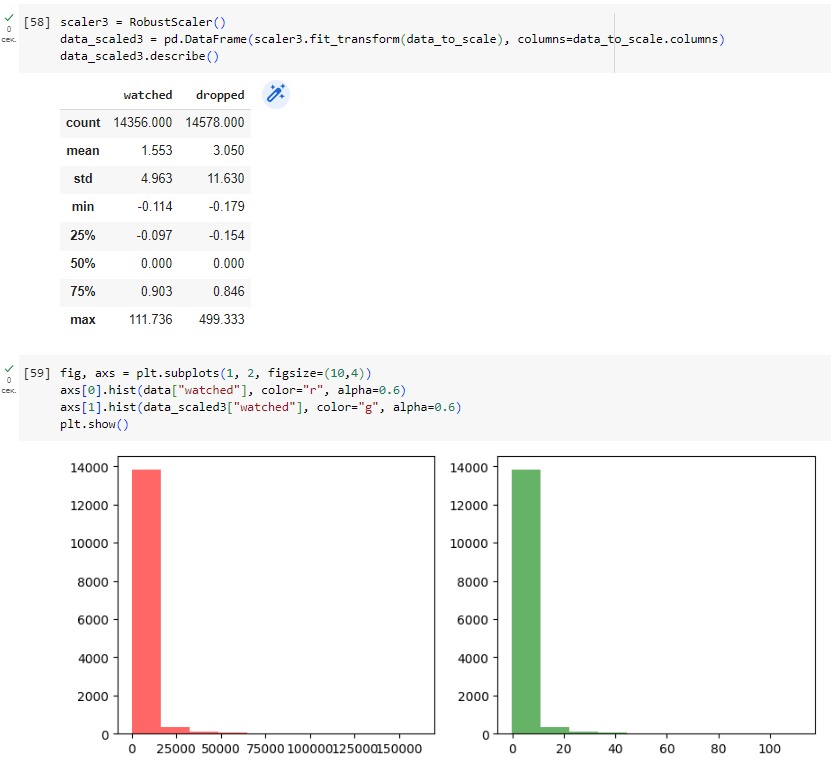 [58] scaler3 = RobustScaler()
data_scaled3 = pd.DataFrame(scaler3.fit_transform(data_to_scale), columns=data_to_scale.columns)
data_scaled3.describe()
0
сек.
watched dropped
count 14356.000 14578.000
mean 1.553 3.050
std 4.963 11.630
min -0.114 -0.179
25% -0.097 -0.154
50% 0.000 0.000
75% 0.903 0.846
max 111.736 499.333
[59] fig, axs = plt.subplots(1, 2, figsize=(10,4))
axs[0].hist(data["watched"], color="r", alpha=0.6)
axs[1].hist(data_scaled3["watched"], color="g", alpha=0.6)
plt.show()
0
сек.
14000
12000
10000
8000
6000
4000
2000
0
0 25000 50000 75000 100000 125000 150000
14000
12000
10000
8000
6000
4000
2000
0
0 20 40 60 80 100